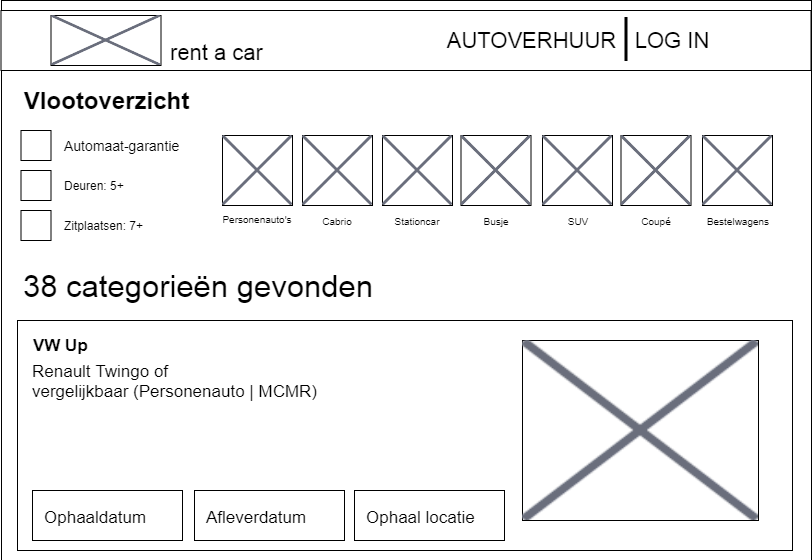 rent a car
AUTOVERHUUR
LOG IN
Vlootoverzicht
Automaat-garantie
Deuren: 5+
Zitplaatsen: 7+
Personenauto's
Cabrio
Stationcar
Busje
SUV
Coupé
Bestelwagens
38 categorieën gevonden
VW Up
Renault Twingo of
vergelijkbaar (Personenauto | MCMR)
Ophaaldatum
Afleverdatum
Ophaal locatie